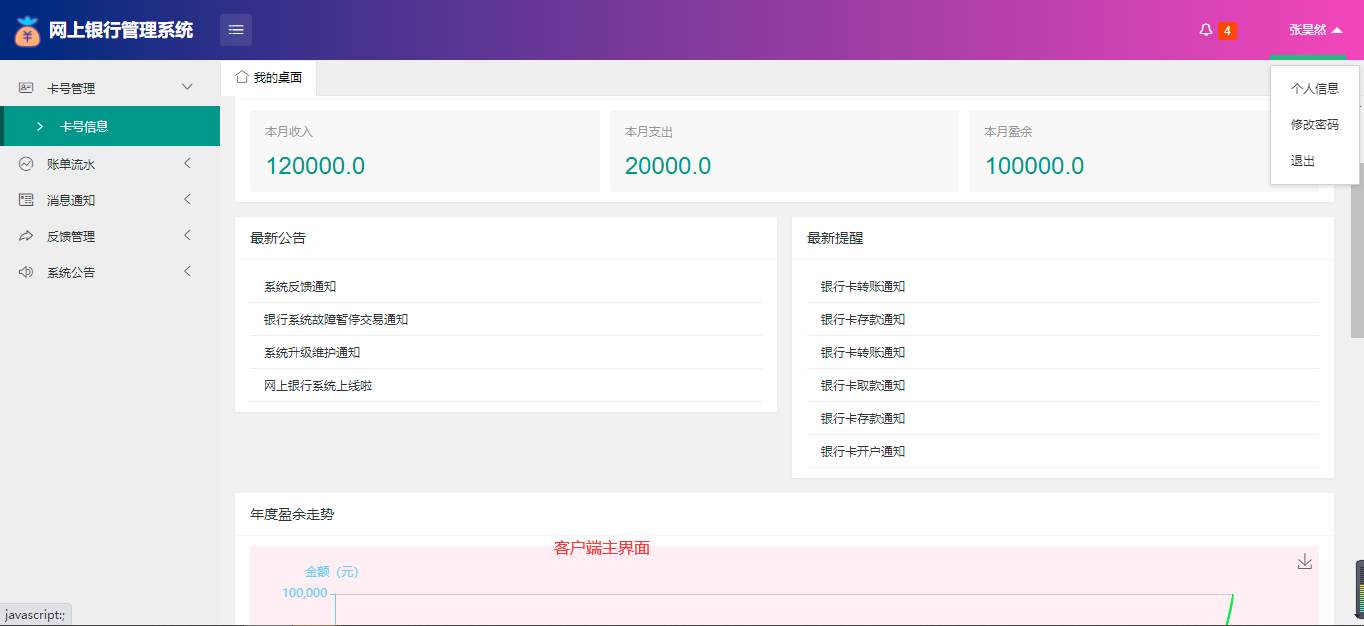 网上银行管理系统
4
张昊然
卡号管理
卡号信息
账单流水
消息通知
反馈管理
系统公告
我的桌面
个人信息
修改密码
退出
本月收入
120000.0
本月支出
20000.0
本月盈余
100000.0
最新公告
系统反馈通知
银行系统故障暂停交易通知
系统升级维护通知
网上银行系统上线啦
最新提醒
银行卡转账通知
银行卡存款通知
银行卡转账通知
银行卡取款通知
银行卡存款通知
银行卡开户通知
年度盈余走势
客户端主界面
金额（元）
100,000
javascript:;